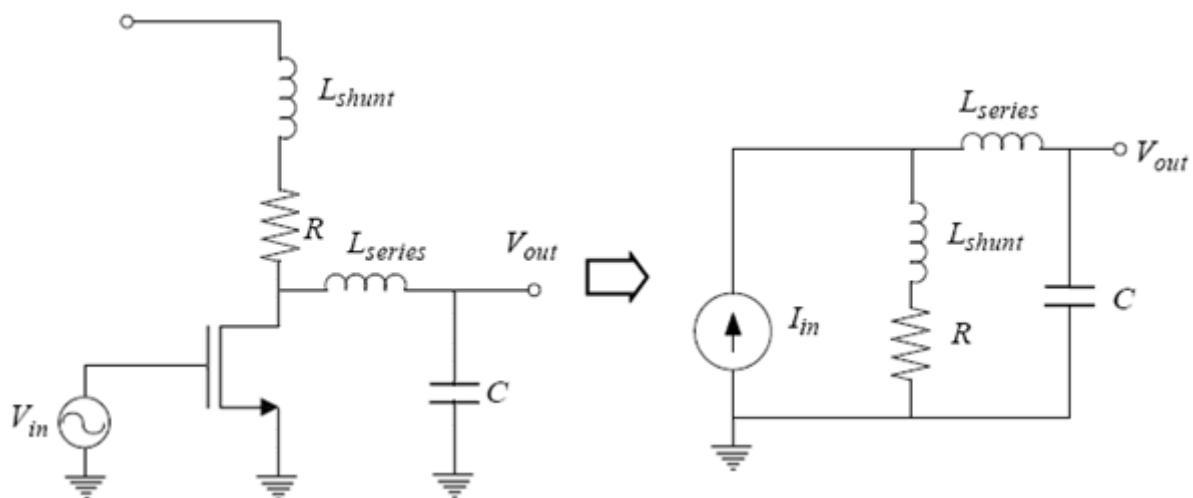 L_shunt
R
L_series
V_out
C
V_in
L_series
V_out
L_shunt
I_in
R
C